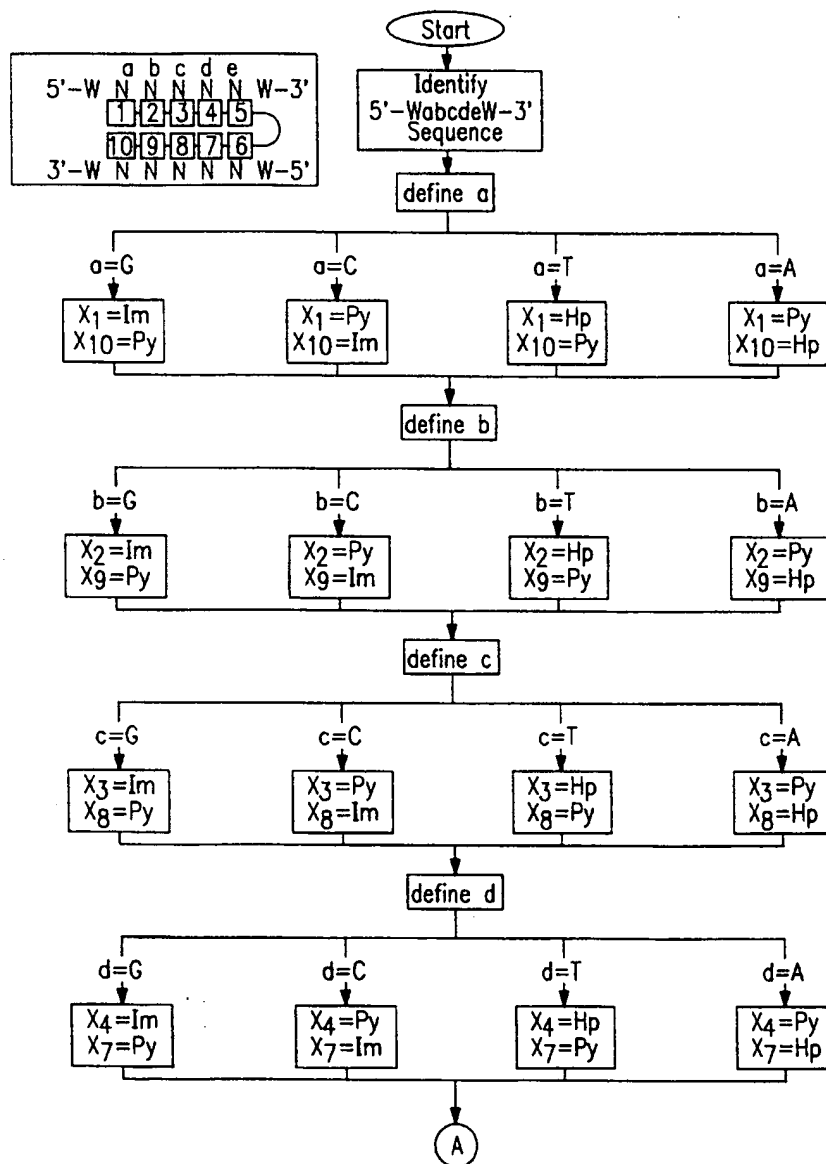 Start
a b c d e
5'-W N N N N N W-3'
1 2 3 4 5
10 9 8 7 6
3'-W N N N N N W-5'
Identify
5'-WabcdeW-3'
Sequence
define a
a=G a=C a=T a=A
X1=Im X1=Py X1=Hp X1=Py
X10=Py X10=Im X10=Py X10=Hp
define b
b=G b=C b=T b=A
X2=Im X2=Py X2=Hp X2=Py
X9=Py X9=Im X9=Py X9=Hp
define c
c=G c=C c=T c=A
X3=Im X3=Py X3=Hp X3=Py
X8=Py X8=Im X8=Py X8=Hp
define d
d=G d=C d=T d=A
X4=Im X4=Py X4=Hp X4=Py
X7=Py X7=Im X7=Py X7=Hp
A